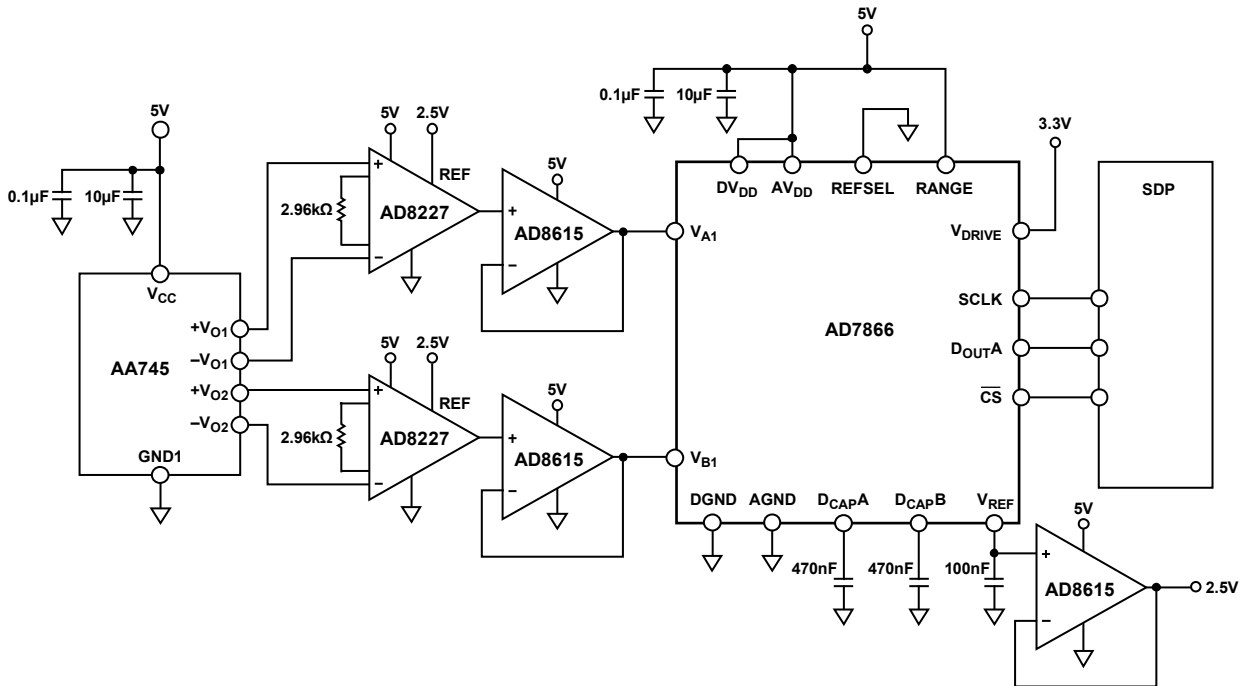 5V
0.1µF
10µF
5V
3.3V
5V
2.5V
REF
2.96kΩ
AD8227
+
−
5V
+
AD8615
−
DV_DD
AV_DD
REFSEL
RANGE
V_A1
V_DRIVE
SCLK
AD7866
D_OUTA
C̅S̅
V_B1
DGND
AGND
D_CAPA
D_CAPB
V_REF
SDP
5V
0.1µF
10µF
V_CC
+V_O1
−V_O1
AA745
+V_O2
−V_O2
GND1
5V
2.5V
REF
2.96kΩ
AD8227
+
−
5V
+
AD8615
−
470nF
470nF
100nF
5V
+
AD8615
−
2.5V